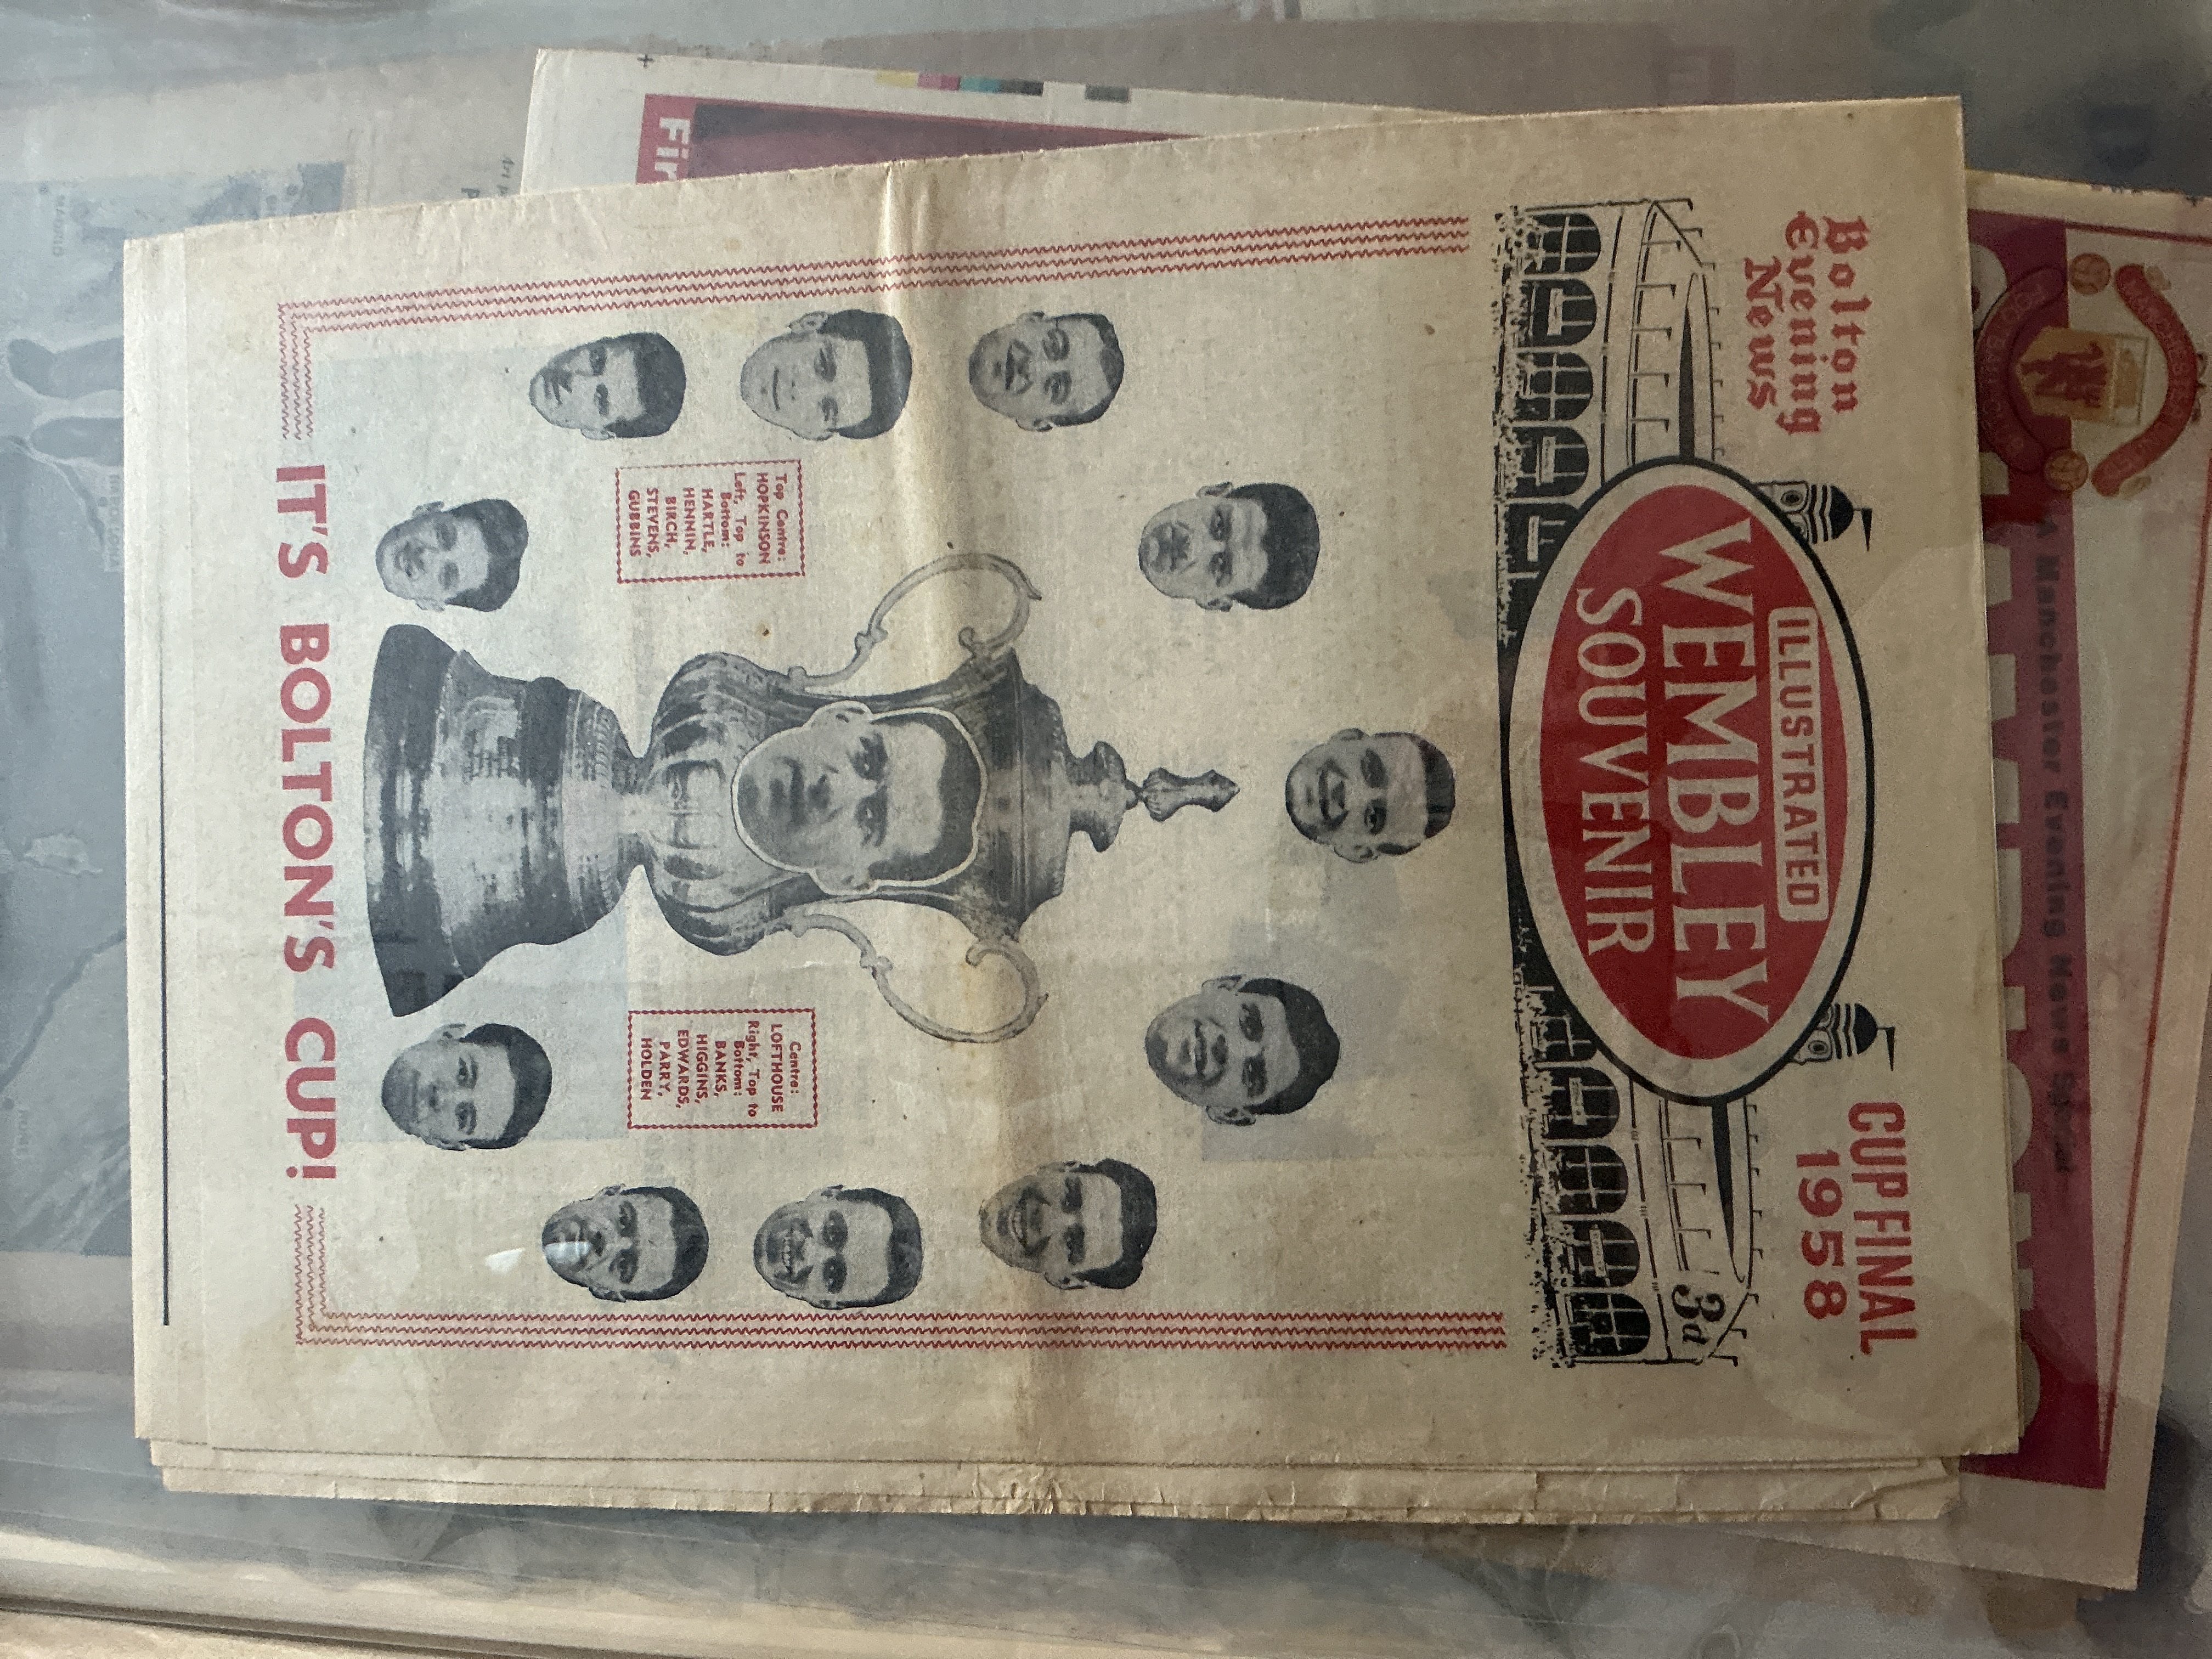 Bolton
Evening
News
CUP FINAL
1958
ILLUSTRATED
WEMBLEY
SOUVENIR
3d
Top Centre:
HOPKINSON
Left, Top to
Bottom:
HARTLE,
HENNIN,
BIRCH,
STEVENS,
GUBBINS
Centre:
LOFTHOUSE
Right, Top to
Bottom:
BANKS,
HIGGINS,
EDWARDS,
PARRY,
HOLDEN
IT'S BOLTON'S CUP!
A Manchester Evening News
MANCHESTER UNITED